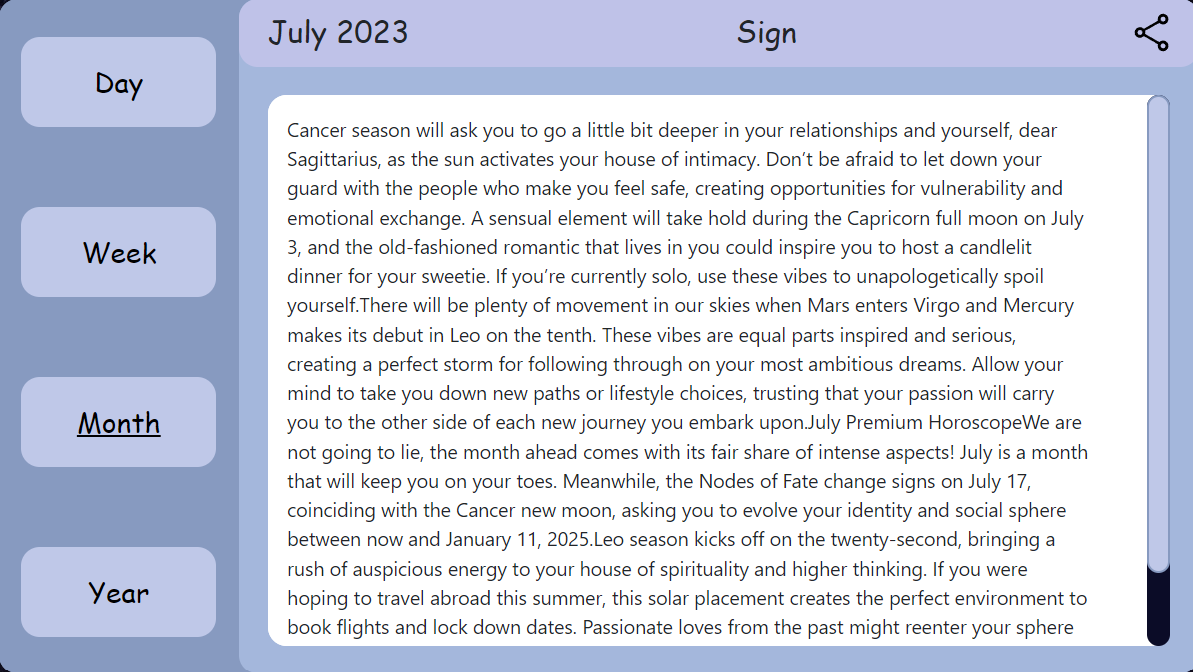 July 2023
Sign
Day
Week
Month
Year
Cancer season will ask you to go a little bit deeper in your relationships and yourself, dear
Sagittarius, as the sun activates your house of intimacy. Don’t be afraid to let down your
guard with the people who make you feel safe, creating opportunities for vulnerability and
emotional exchange. A sensual element will take hold during the Capricorn full moon on July
3, and the old-fashioned romantic that lives in you could inspire you to host a candlelit
dinner for your sweetie. If you’re currently solo, use these vibes to unapologetically spoil
yourself.There will be plenty of movement in our skies when Mars enters Virgo and Mercury
makes its debut in Leo on the tenth. These vibes are equal parts inspired and serious,
creating a perfect storm for following through on your most ambitious dreams. Allow your
mind to take you down new paths or lifestyle choices, trusting that your passion will carry
you to the other side of each new journey you embark upon.July Premium HoroscopeWe are
not going to lie, the month ahead comes with its fair share of intense aspects! July is a month
that will keep you on your toes. Meanwhile, the Nodes of Fate change signs on July 17,
coinciding with the Cancer new moon, asking you to evolve your identity and social sphere
between now and January 11, 2025.Leo season kicks off on the twenty-second, bringing a
rush of auspicious energy to your house of spirituality and higher thinking. If you were
hoping to travel abroad this summer, this solar placement creates the perfect environment to
book flights and lock down dates. Passionate loves from the past might reenter your sphere